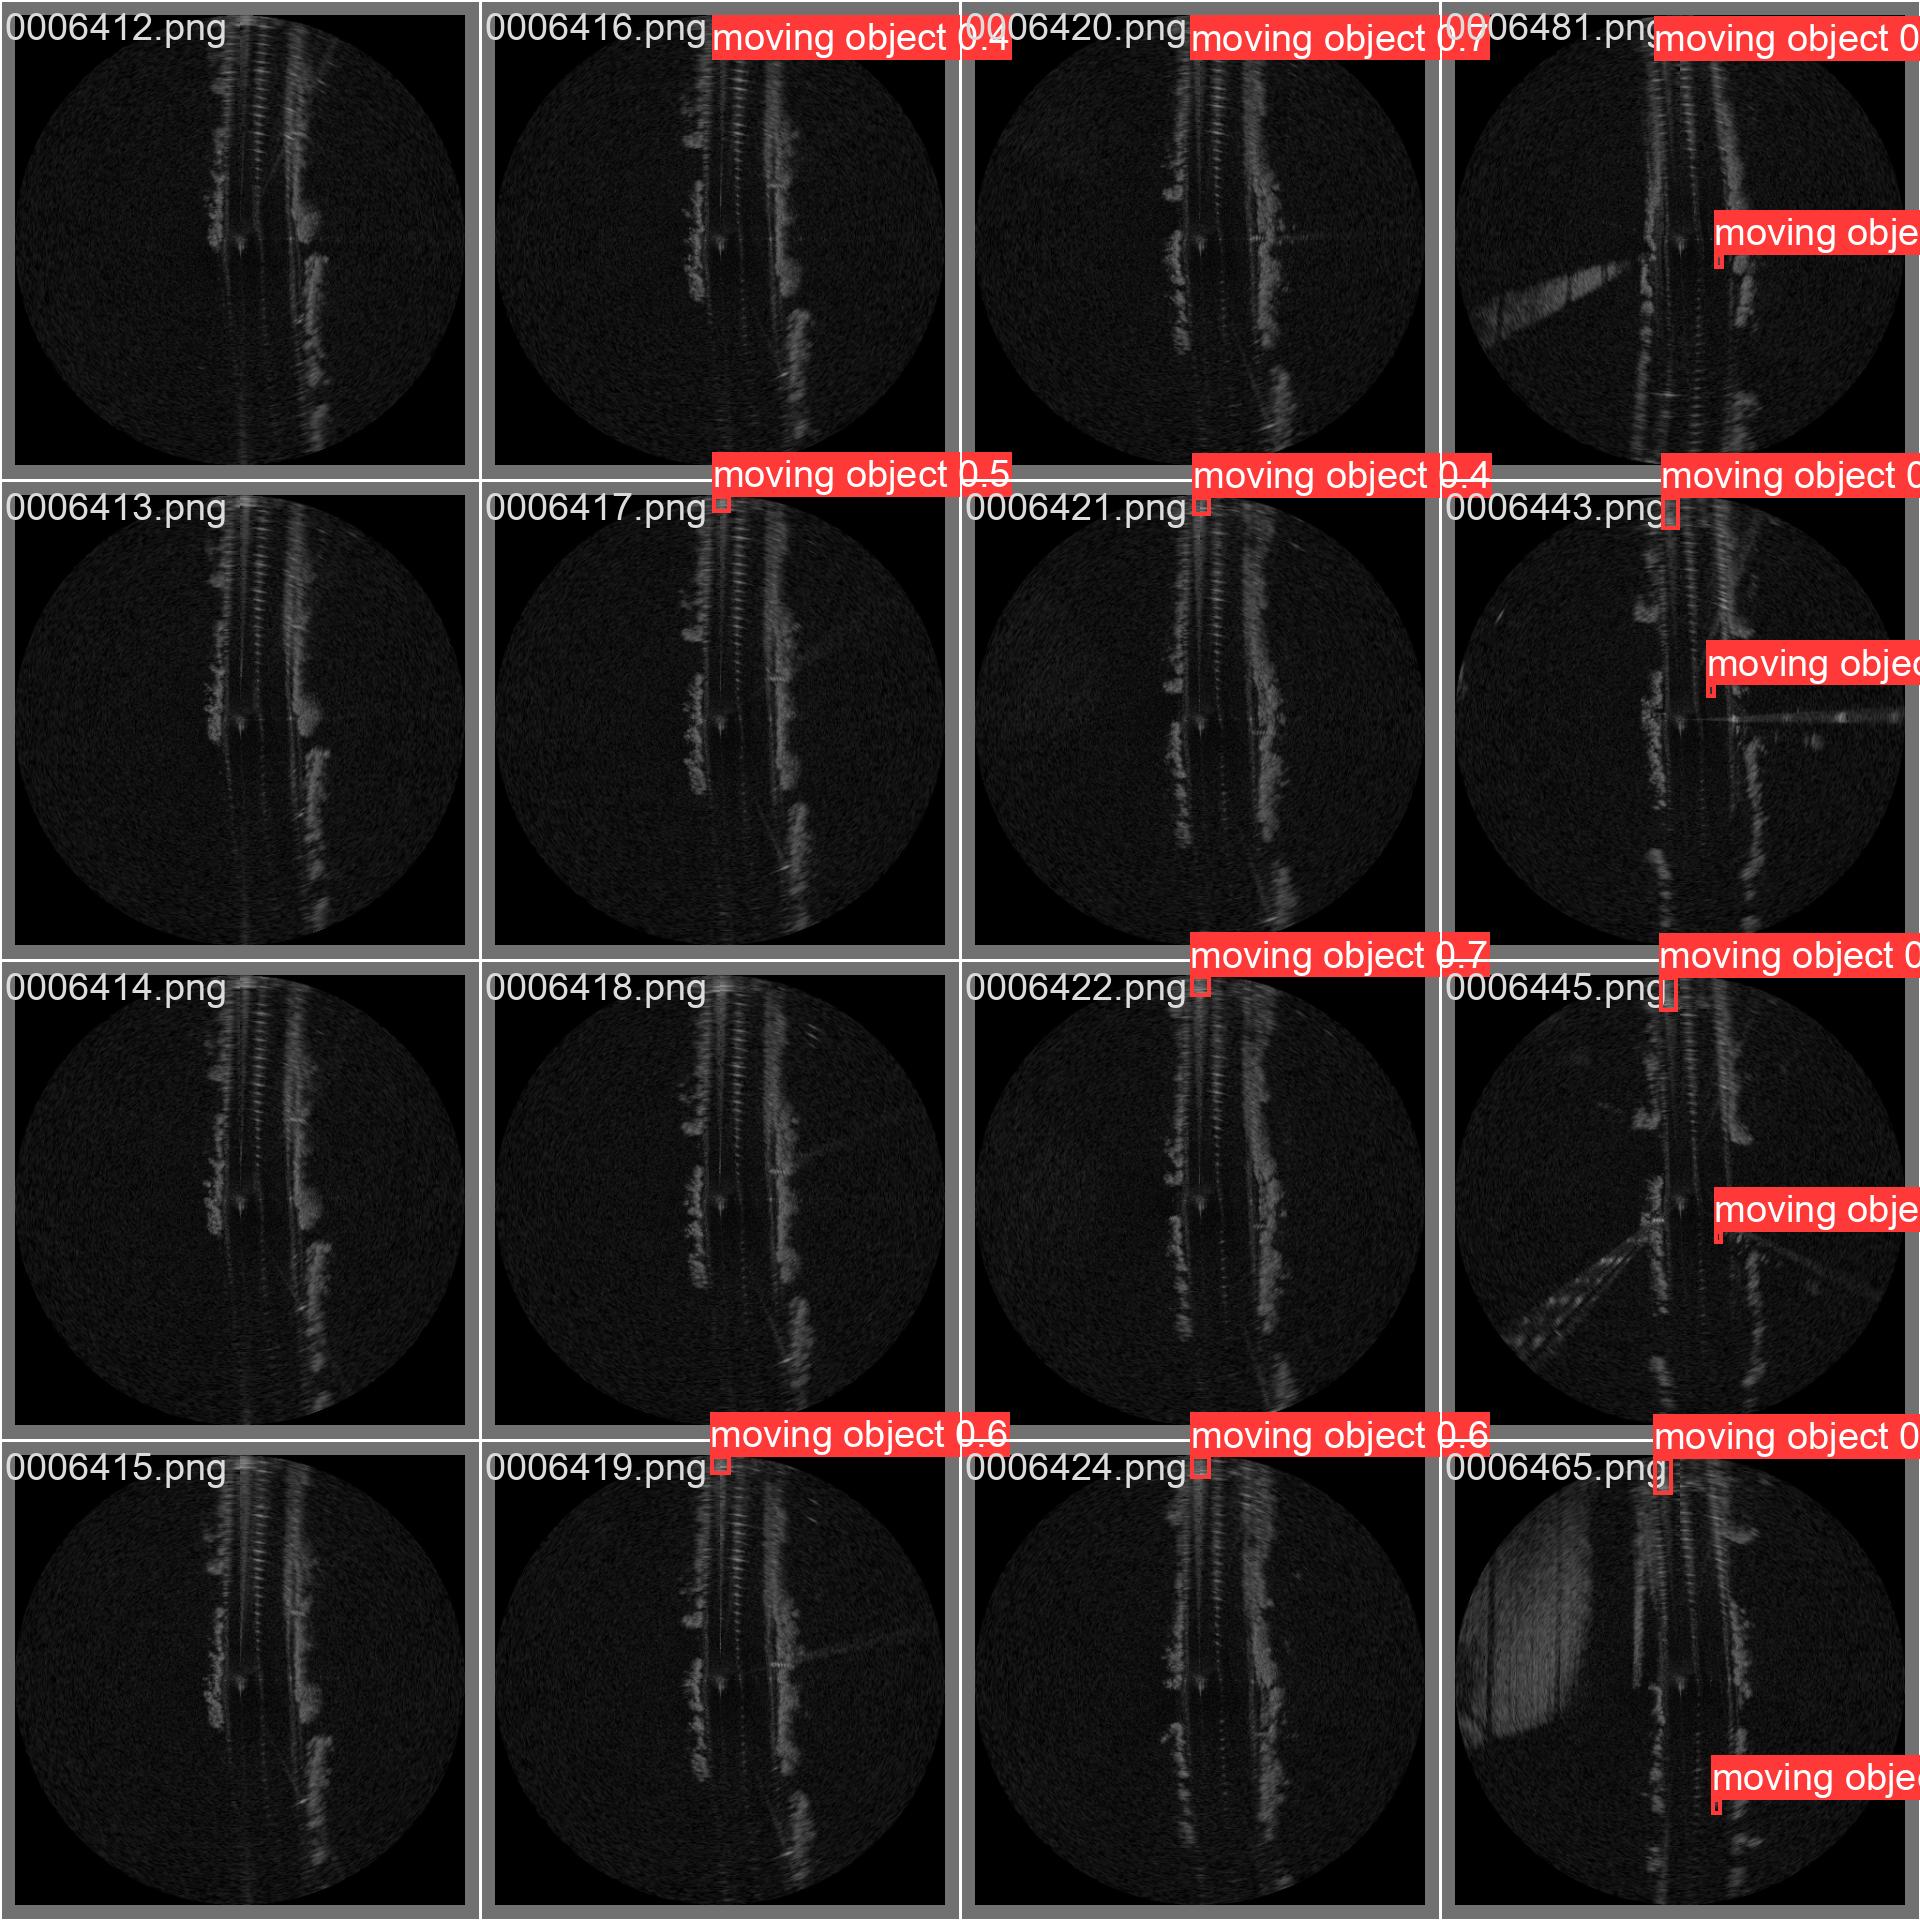 0006412.png
0006416.png
moving object 0.4
0006420.png
moving object 0.7
0006481.png
moving object 0
moving obje
0006413.png
0006417.png
moving object 0.5
0006421.png
moving object 0.4
0006443.png
moving object 0
moving objec
0006414.png
0006418.png
0006422.png
moving object 0.7
0006445.png
moving object 0
moving obje
0006415.png
0006419.png
moving object 0.6
0006424.png
moving object 0.6
0006465.png
moving object 0
moving objec